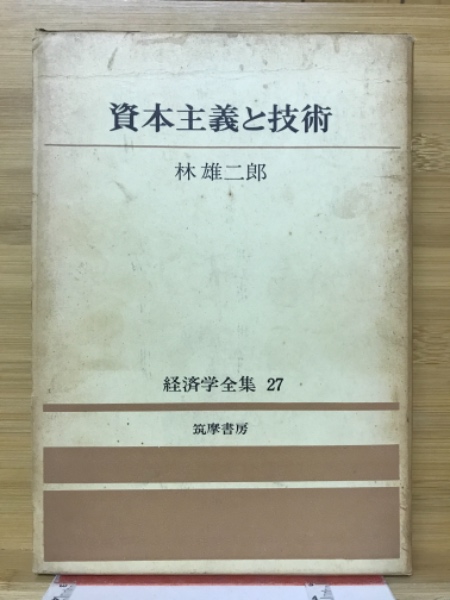 資本主義と技術
林雄二郎
経済学全集 27
筑摩書房